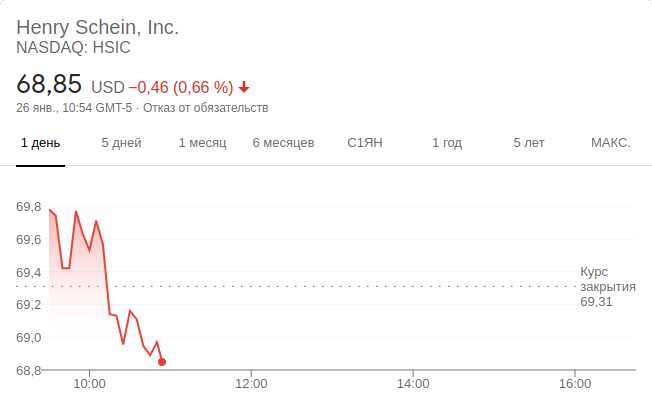 Henry Schein, Inc.
NASDAQ: HSIC
68,85 USD −0,46 (0,66 %)
26 янв., 10:54 GMT-5 · Отказ от обязательств
1 день 5 дней 1 месяц 6 месяцев С1ЯН 1 год 5 лет МАКС.
69,8
69,6
69,4
69,2
69,0
68,8
Курс
закрытия
69,31
10:00 12:00 14:00 16:00